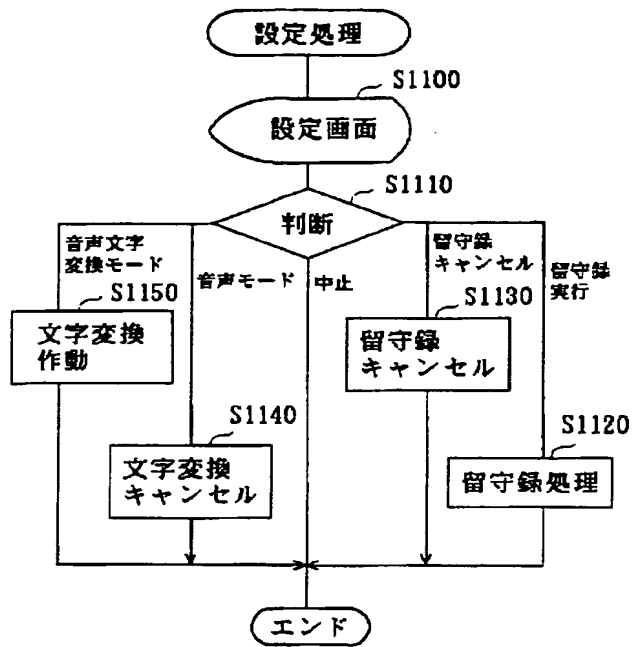 設定処理
S1100
設定画面
S1110
判断
音声文字
変換モード
音声モード
中止
留守録
キャンセル
留守録
実行
S1150
文字変換
作動
S1130
留守録
キャンセル
S1140
文字変換
キャンセル
S1120
留守録処理
エンド